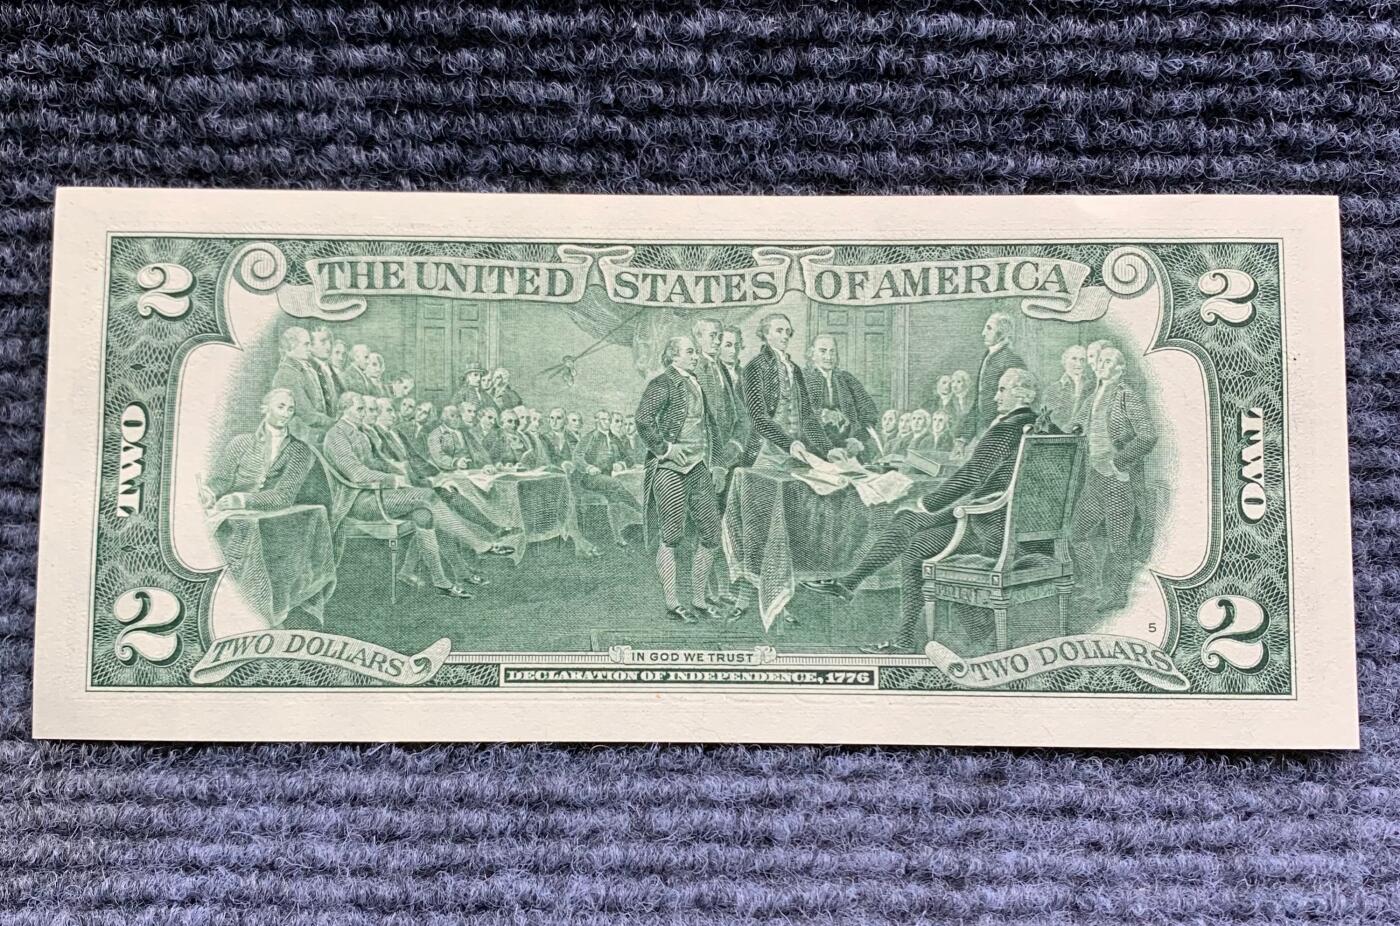 2 THE UNITED STATES OF AMERICA 2
TWO
TWO
5
2 TWO DOLLARS IN GOD WE TRUST TWO DOLLARS 2
DECLARATION OF INDEPENDENCE, 1776